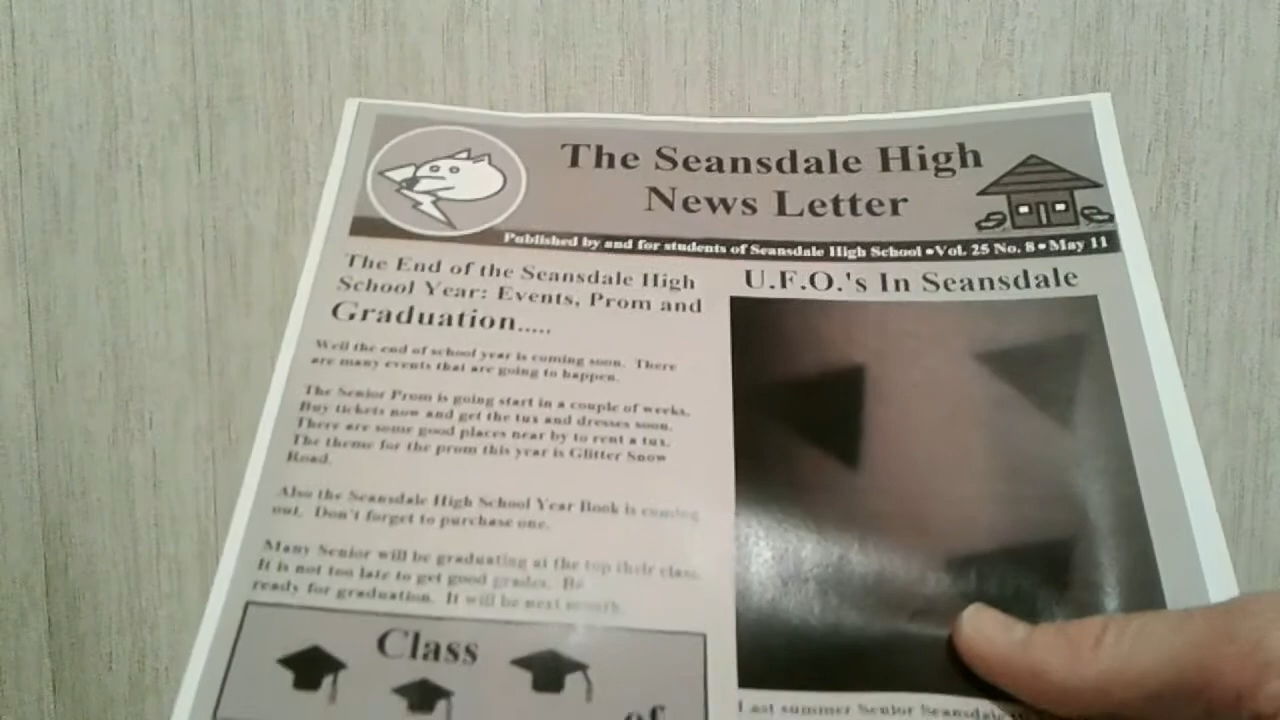 The Seansdale High
News Letter
Published by and for students of Seansdale High School •Vol. 25 No. 8•May 11
The End of the Seansdale High
School Year: Events, Prom and
Graduation.....
Well the end of school year is coming soon. There
are many events that are going to happen.
The Senior Prom is going start in a couple of weeks.
Buy tickets now and get the tux and dresses soon.
There are some good places near by to rent a tux.
The theme for the prom this year is Glitter Snow
Road.
Also the Seansdale High School Year Book is coming
out. Don't forget to purchase one.
Many Senior will be graduating at the top their class.
It is not too late to get good grades. Be
ready for graduation. It will be next month.
Class
of
U.F.O.'s In Seansdale
Last summer Senior Seansdale